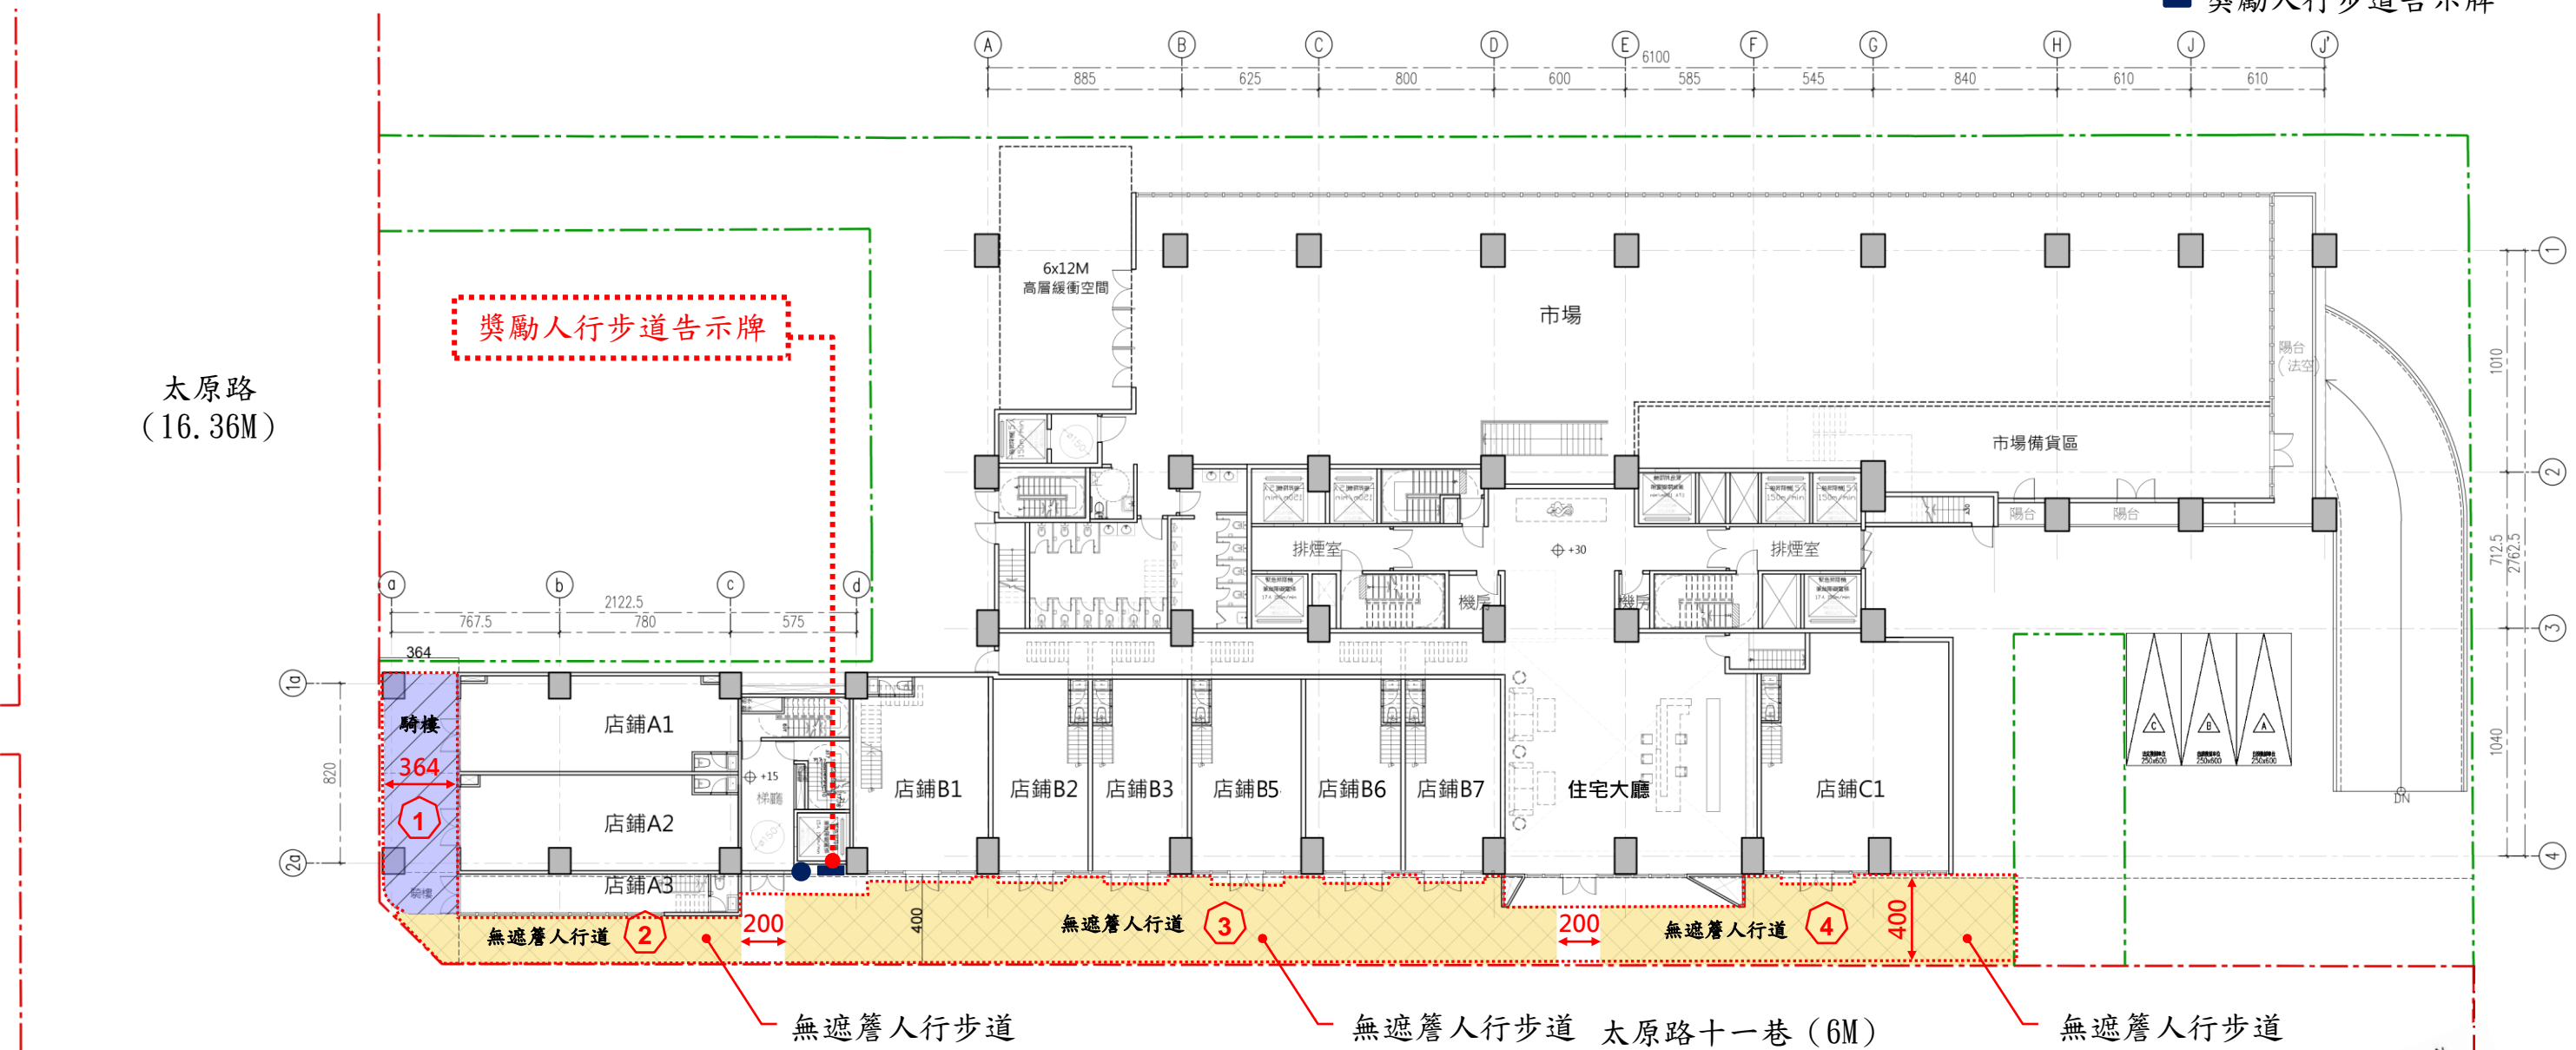 獎勵人行步道告示牌
A
B
C
D
E
F
G
H
J
J'
6100
885
625
800
600
585
545
840
610
610
6x12M
高層緩衝空間
市場
獎勵人行步道告示牌
太原路
(16.36M)
陽台
(法空)
市場備貨區
陽台
陽台
1010
712.5
2762.5
1040
1
2
3
4
排煙室
+30
排煙室
機房
機房
a
b
c
d
2122.5
767.5
780
575
364
1a
2a
820
騎樓
364
1
騎樓
店鋪A1
店鋪A2
店鋪A3
+15
梯廳
店鋪B1
店鋪B2
店鋪B3
店鋪B5
店鋪B6
店鋪B7
住宅大廳
店鋪C1
C
B
A
250x600
250x600
250x600
DN
無遮簷人行道
2
200
400
無遮簷人行道
3
200
無遮簷人行道
4
400
無遮簷人行步道
無遮簷人行步道
太原路十一巷(6M)
無遮簷人行步道